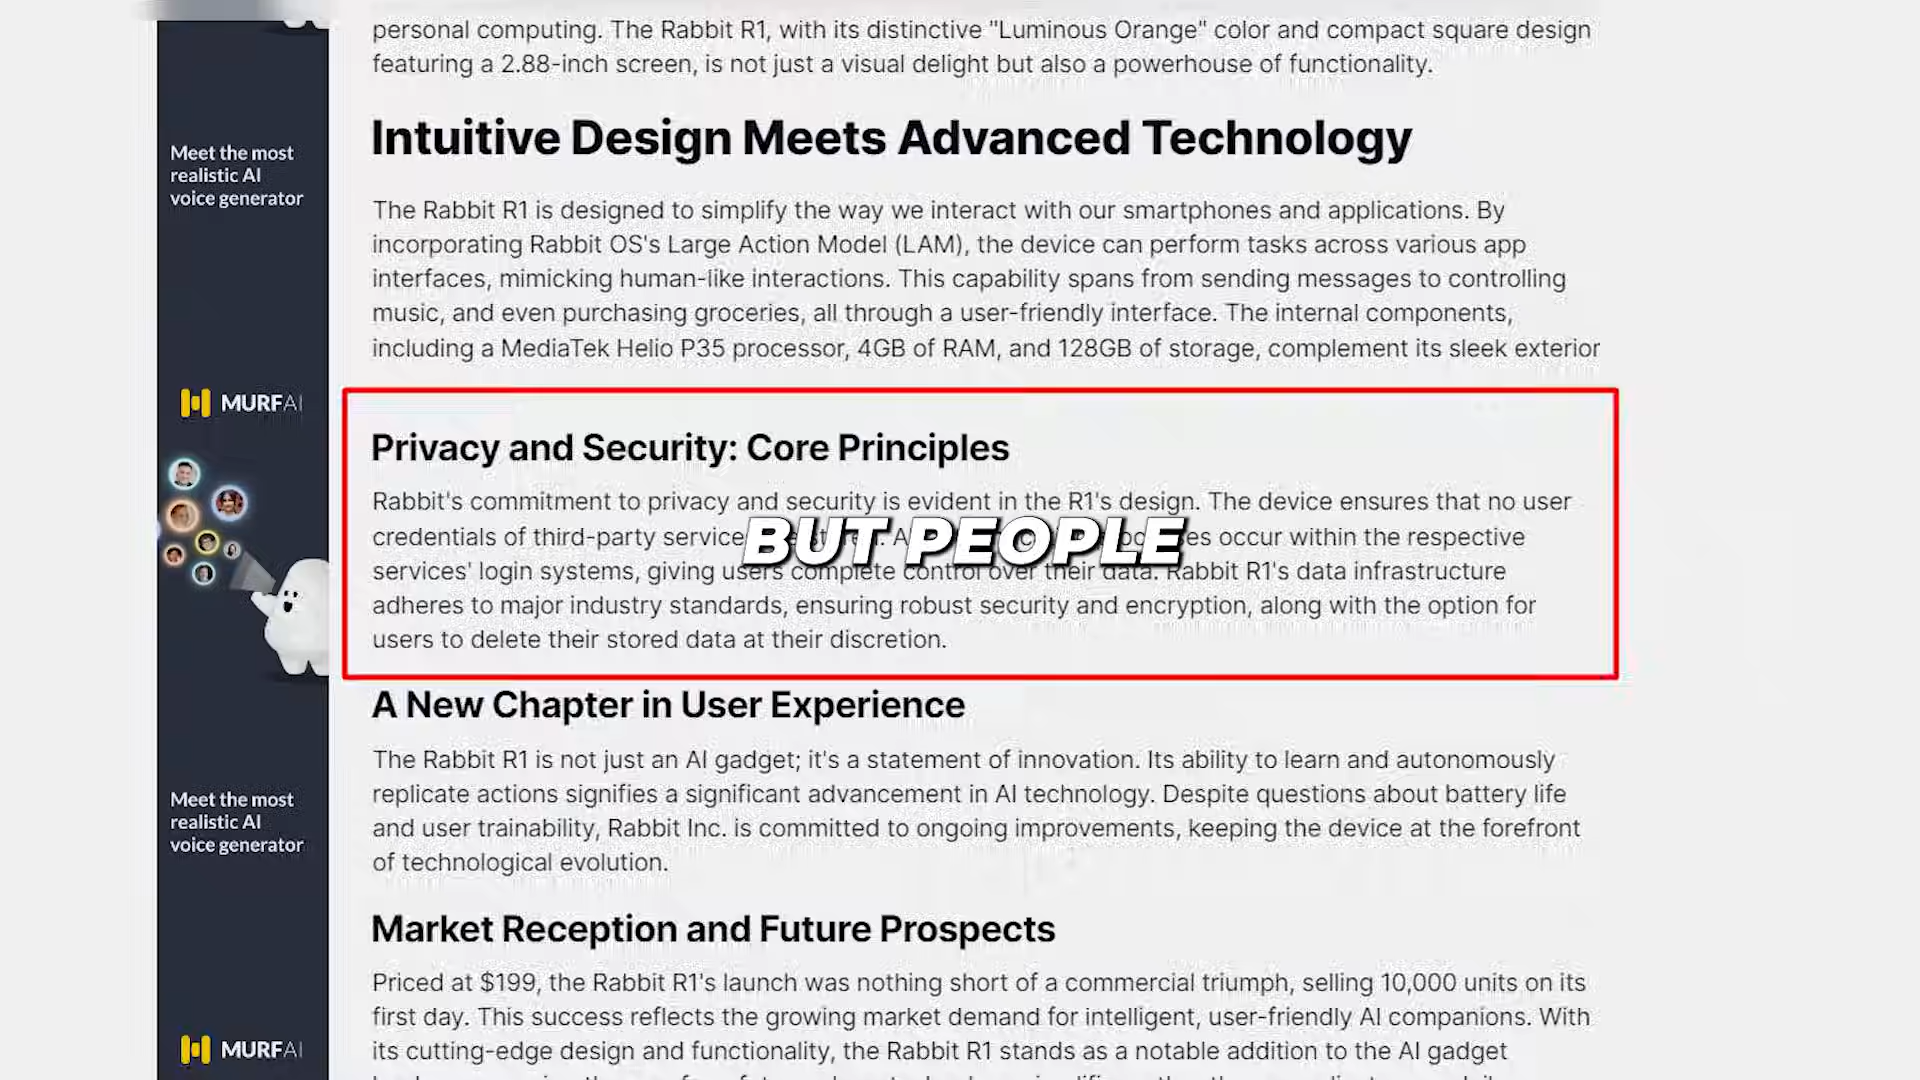 personal computing. The Rabbit R1, with its distinctive "Luminous Orange" color and compact square design
featuring a 2.88-inch screen, is not just a visual delight but also a powerhouse of functionality.
Intuitive Design Meets Advanced Technology
The Rabbit R1 is designed to simplify the way we interact with our smartphones and applications. By
incorporating Rabbit OS's Large Action Model (LAM), the device can perform tasks across various app
interfaces, mimicking human-like interactions. This capability spans from sending messages to controlling
music, and even purchasing groceries, all through a user-friendly interface. The internal components,
including a MediaTek Helio P35 processor, 4GB of RAM, and 128GB of storage, complement its sleek exterior
Privacy and Security: Core Principles
Rabbit's commitment to privacy and security is evident in the R1's design. The device ensures that no user
credentials of third-party occur within the respective
services' login systems, giving users complete control over their data. Rabbit R1's data infrastructure
adheres to major industry standards, ensuring robust security and encryption, along with the option for
users to delete their stored data at their discretion.
BUT PEOPLE
A New Chapter in User Experience
The Rabbit R1 is not just an AI gadget; it's a statement of innovation. Its ability to learn and autonomously
replicate actions signifies a significant advancement in AI technology. Despite questions about battery life
and user trainability, Rabbit Inc. is committed to ongoing improvements, keeping the device at the forefront
of technological evolution.
Market Reception and Future Prospects
Priced at $199, the Rabbit R1's launch was nothing short of a commercial triumph, selling 10,000 units on its
first day. This success reflects the growing market demand for intelligent, user-friendly AI companions. With
its cutting-edge design and functionality, the Rabbit R1 stands as a notable addition to the AI gadget
Meet the most
realistic AI
voice generator
MURFAI
Meet the most
realistic AI
voice generator
MURFAI